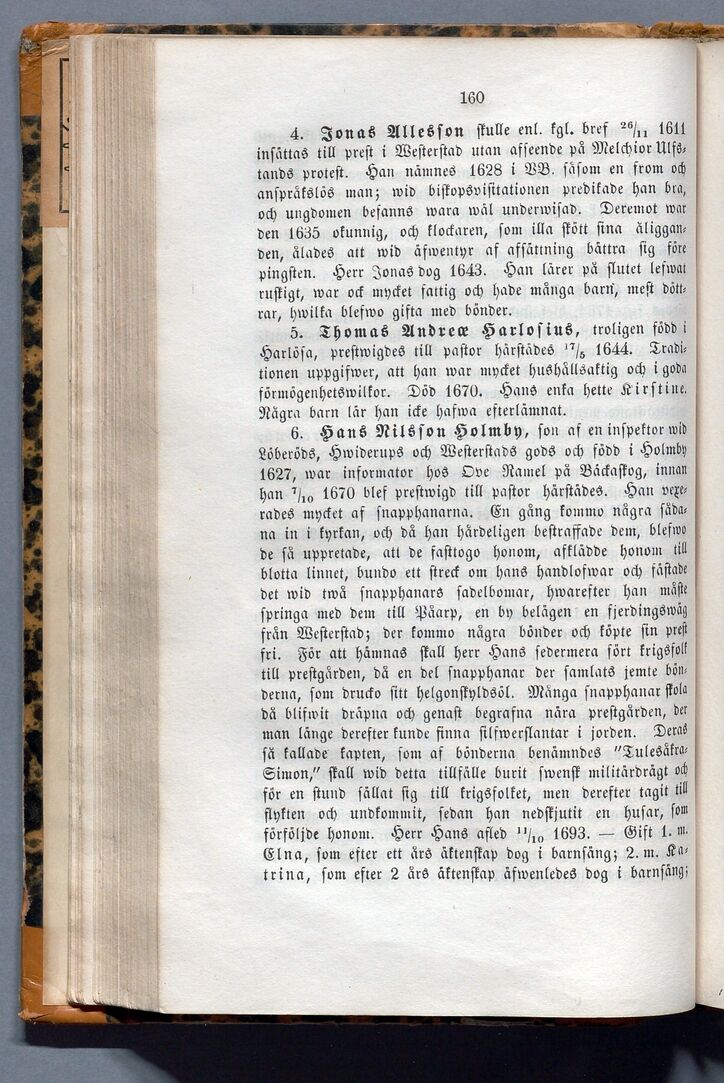 160
4. Jonas Allesson skulle enl. kgl. bref 26/11 1611
insättas till prest i Westerstad utan afseende på Melchior Ulfs-
tands protest. Han nämnes 1628 i VB. såsom en from och
anspråkslös man; wid biskopsvisitationen predikade han bra,
och ungdomen befanns wara wäl underwisad. Deremot war
den 1635 okunnig, och klockaren, som illa skött sina åliggan-
den, ålades att wid äfwentyr af afsättning bättra sig före
pingsten. Herr Jonas dog 1643. Han lärer på slutet lefwat
ruskigt, war ock mycket fattig och hade många barn, mest dött-
rar, hwilka blefwo gifta med bönder.
5. Thomas Andreæ Harlosius, troligen född i
Harlösa, prestwigdes till pastor härstädes 17/5 1644. Tradi-
tionen uppgifwer, att han war mycket hushållsaktig och i goda
förmögenhetswilkor. Död 1670. Hans enka hette Kirstine.
Några barn lär han icke hafwa efterlämnat.
6. Hans Nilsson Holmby, son af en inspektor wid
Löberöds, Hwiderups och Westerstads gods och född i Holmby
1627, war informator hos Ove Ramel på Bäckaskog, innan
han 7/10 1670 blef prestwigd till pastor härstädes. Han vexe-
rades mycket af snapphanarna. En gång kommo några såda-
na in i kyrkan, och då han hårdeligen bestraffade dem, blefwo
de så uppretade, att de fasttogo honom, afklädde honom till
blotta linnet, bundo ett streck om hans handlofwar och fästade
det wid twå snapphanars sadelbomar, hwarefter han måste
springa med dem till Påarp, en by belägen en fjerdingswäg
från Westerstad; der kommo några bönder och köpte sin prest
fri. För att hämnas skall herr Hans sedermera fört krigsfolk
till prestgården, då en del snapphanar der samlats jemte bön-
derna, som drucko sitt helgonskyldsöl. Många snapphanar skola
då blifwit dräpna och genast begrafna nära prestgården, der
man länge derefter kunde finna silfwerslantar i jorden. Deras
så kallade kapten, som af bönderna benämndes "Tulesåkra-
Simon," skall wid detta tillfälle burit swensk militärdrägt och
för en stund sällat sig till krigsfolket, men derefter tagit till
flykten och undkommit, sedan han nedskjutit en husar, som
förföljde honom. Herr Hans afled 11/10 1693. — Gift 1. m.
Elna, som efter ett års äktenskap dog i barnsäng; 2. m. Ka-
trina, som efter 2 års äktenskap äfwenledes dog i barnsäng;